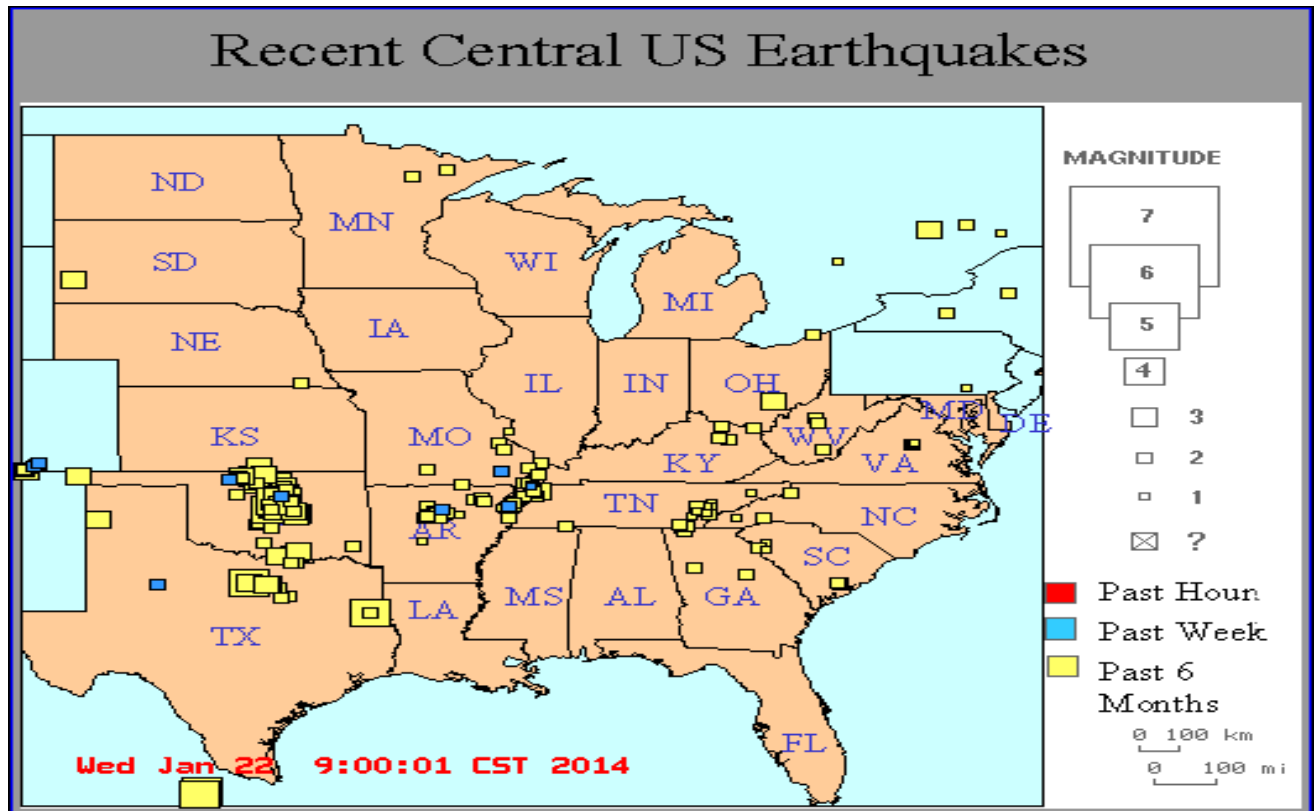 Recent Central US Earthquakes
MAGNITUDE
7
6
5
4
3
2
1
?
Past Hour
Past Week
Past 6
Months
0 100 km
0 100 mi
ND
MN
SD
WI
MI
NE
IA
IL
IN
OH
MD
DE
KS
MO
WV
KY
VA
TN
NC
AR
SC
MS
AL
GA
LA
TX
FL
Wed Jan 22 9:00:01 CST 2014